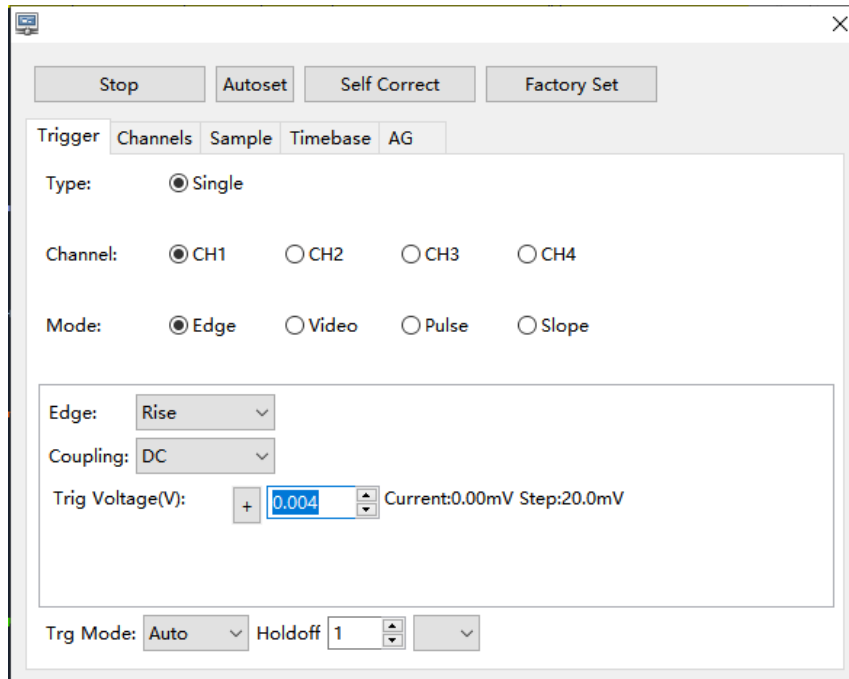 Stop Autoset Self Correct Factory Set
Trigger Channels Sample Timebase AG
Type: Single
Channel: CH1 CH2 CH3 CH4
Mode: Edge Video Pulse Slope
Edge: Rise
Coupling: DC
Trig Voltage(V): + 0.004 Current:0.00mV Step:20.0mV
Trg Mode: Auto Holdoff 1